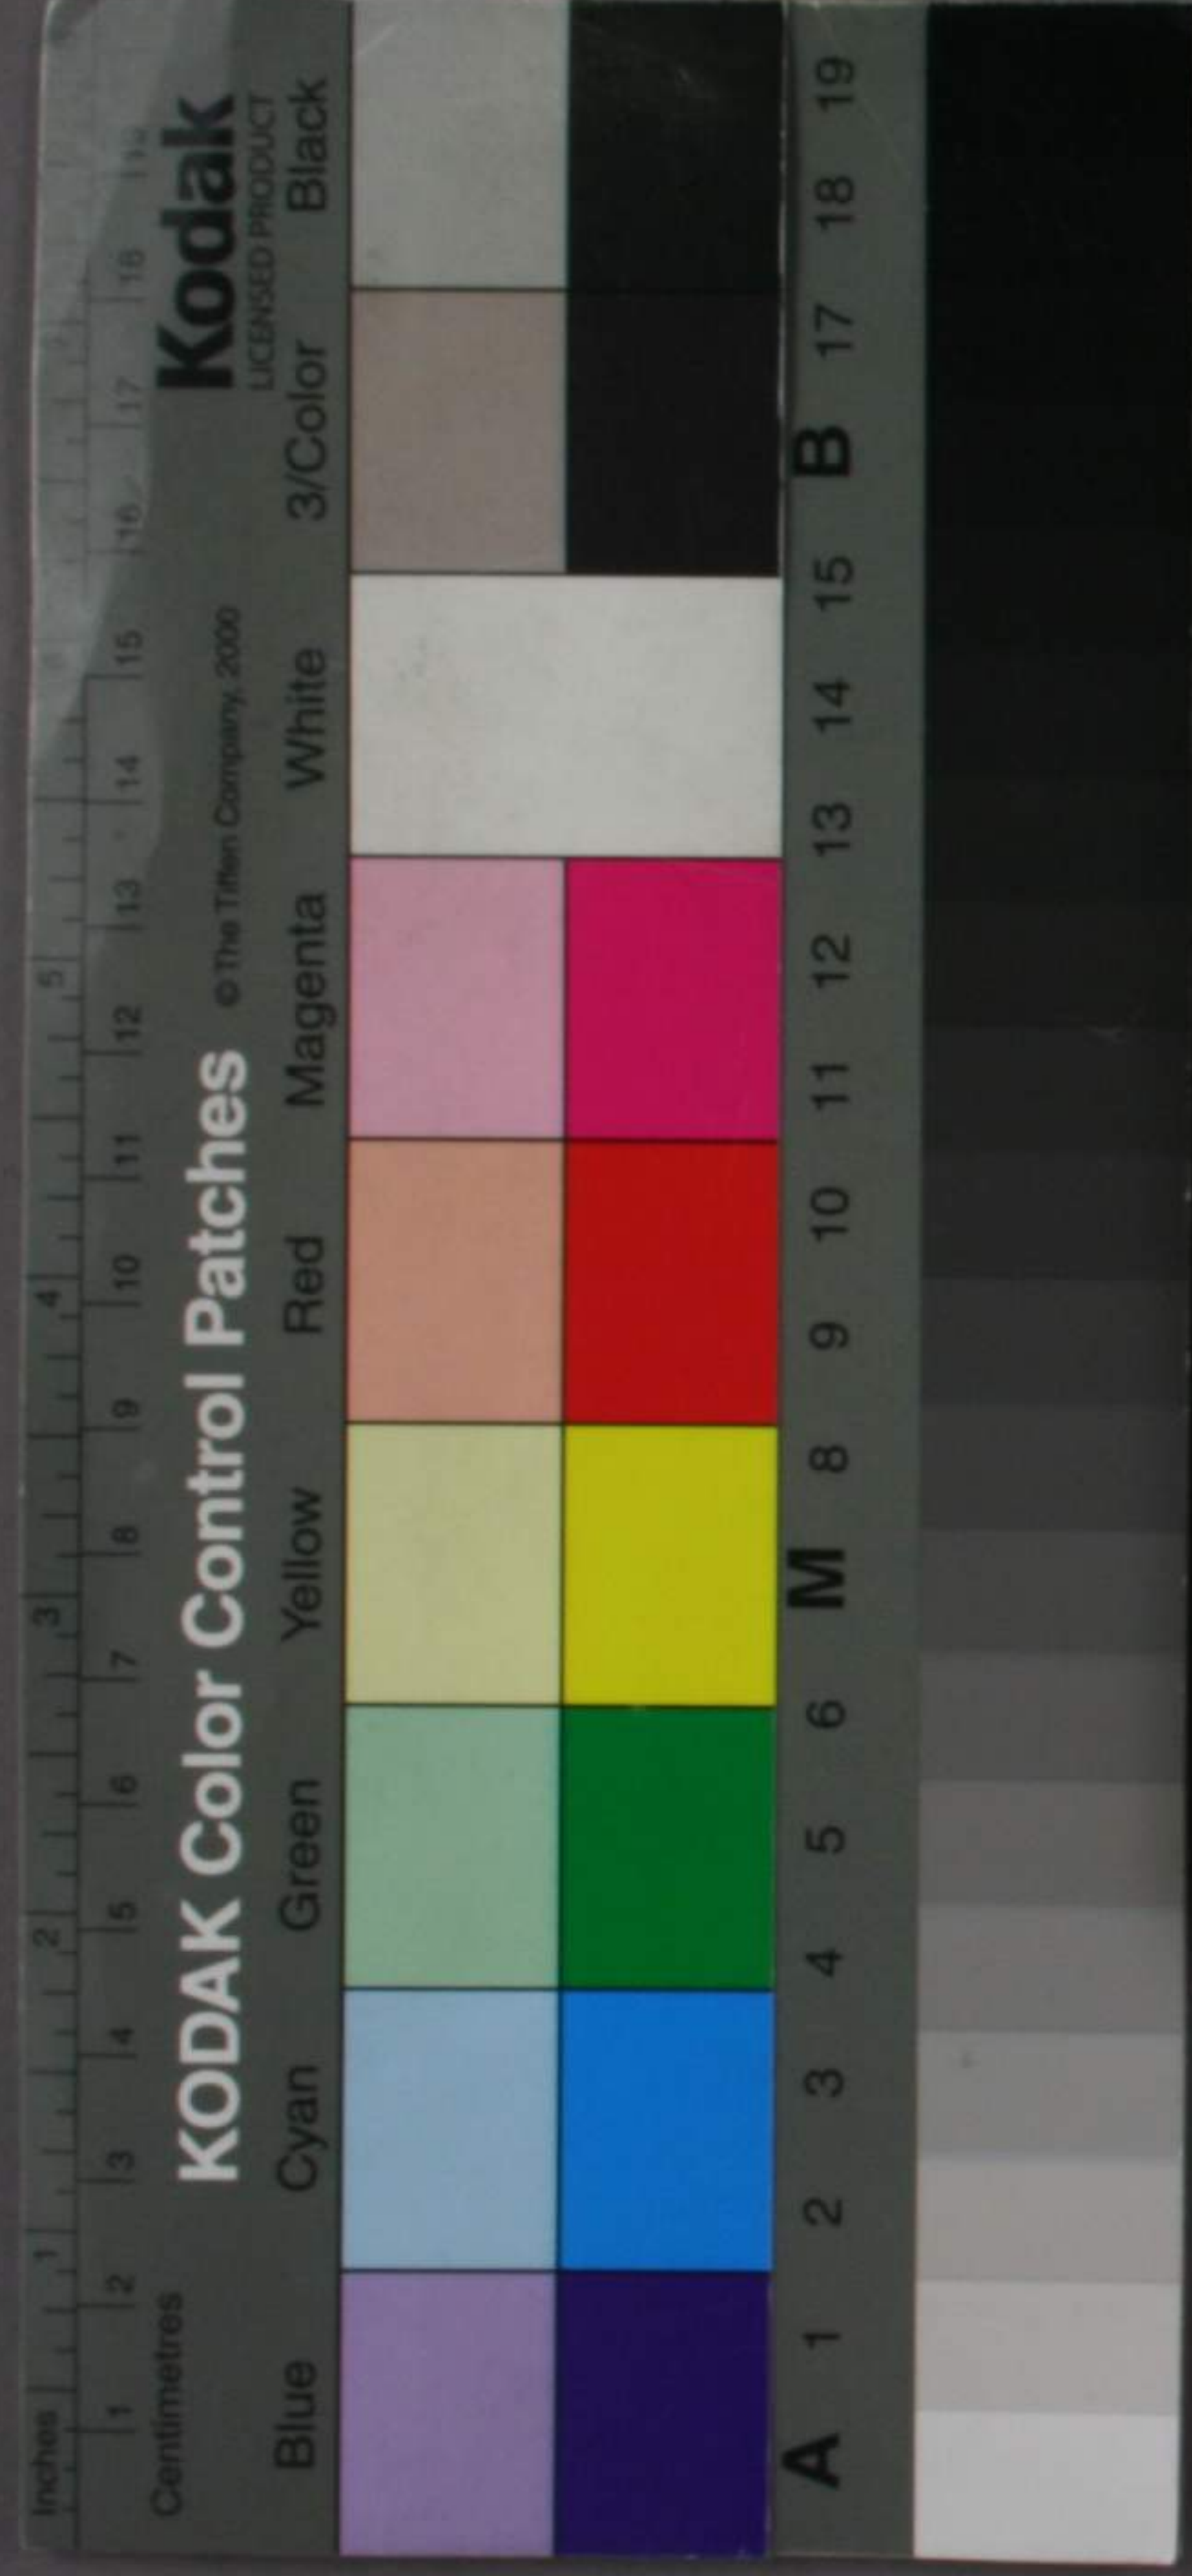 Inches 1 2 3 4 5
Centimetres 1 2 3 4 5 6 7 8 9 10 11 12 13 14 15 16 17 18
KODAK Color Control Patches © The Tiffen Company, 2000 Kodak
LICENSED PRODUCT
Blue Cyan Green Yellow Red Magenta White 3/Color Black
A 1 2 3 4 5 6 M 8 9 10 11 12 13 14 15 B 17 18 19